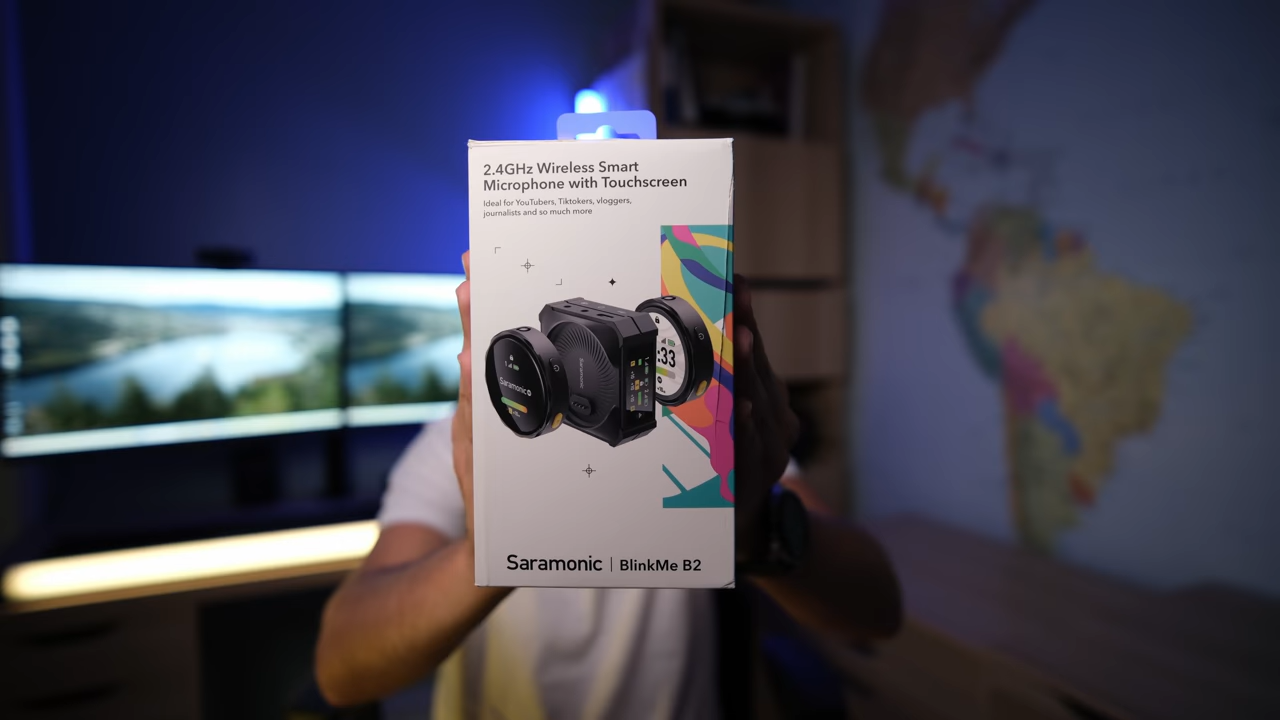 2.4GHz Wireless Smart
Microphone with Touchscreen
Ideal for YouTubers, Tiktokers, vloggers,
journalists and so much more
Saramonic
Saramonic
:33
Saramonic | BlinkMe B2